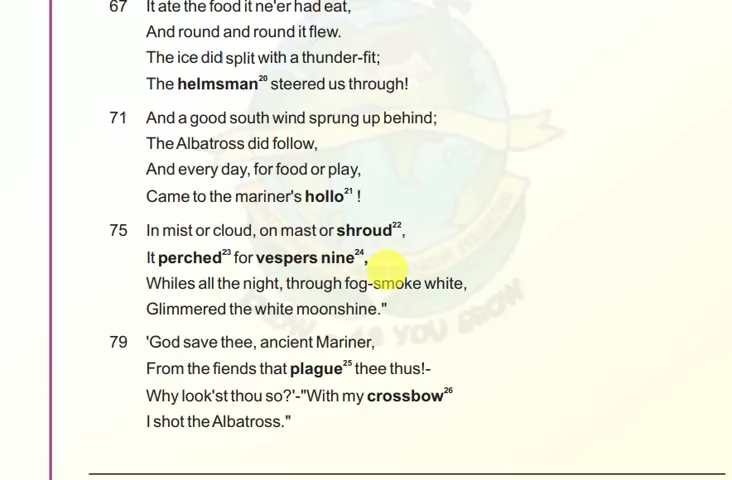 67 It ate the food it ne'er had eat,
And round and round it flew.
The ice did split with a thunder-fit;
The helmsman20 steered us through!
71 And a good south wind sprung up behind;
The Albatross did follow,
And every day, for food or play,
Came to the mariner's hollo21 !
75 In mist or cloud, on mast or shroud22,
It perched23 for vespers nine24,
Whiles all the night, through fog-smoke white,
Glimmered the white moonshine."
79 'God save thee, ancient Mariner,
From the fiends that plague25 thee thus!-
Why look'st thou so?'-"With my crossbow26
I shot the Albatross."